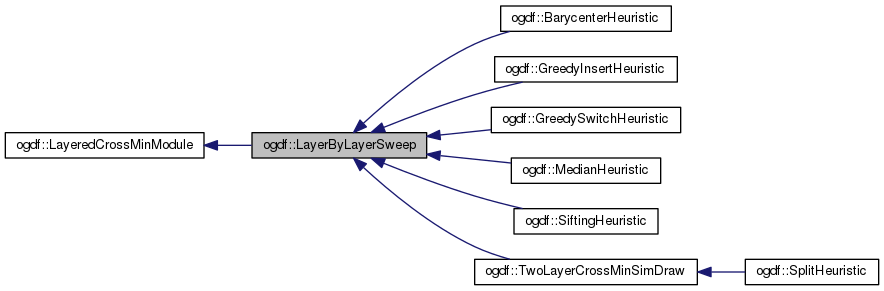 ogdf::LayeredCrossMinModule
ogdf::LayerByLayerSweep
ogdf::BarycenterHeuristic
ogdf::GreedyInsertHeuristic
ogdf::GreedySwitchHeuristic
ogdf::MedianHeuristic
ogdf::SiftingHeuristic
ogdf::TwoLayerCrossMinSimDraw
ogdf::SplitHeuristic